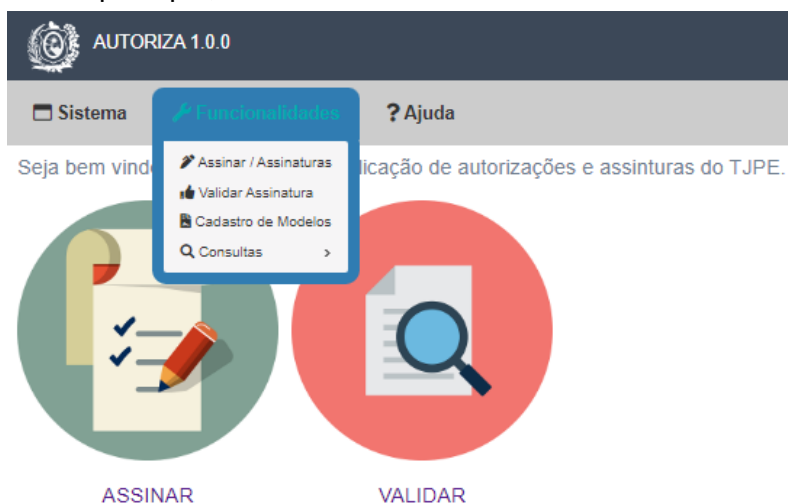 AUTORIZA 1.0.0
Sistema Funcionalidades ? Ajuda
Assinar / Assinaturas
Validar Assinatura
Cadastro de Modelos
Consultas >
Seja bem vind licação de autorizações e assinturas do TJPE.
ASSINAR VALIDAR